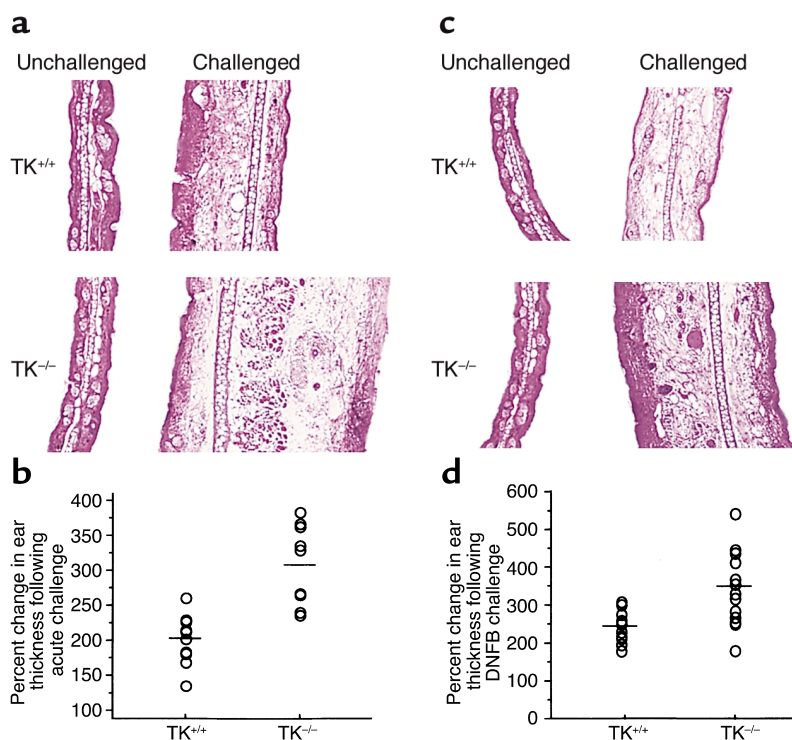 a
Unchallenged Challenged
TK+/+
TK–/–
b
Percent change in ear
thickness following
acute challenge
400
350
300
250
200
150
100
TK+/+ TK–/–
c
Unchallenged Challenged
TK+/+
TK–/–
d
Percent change in ear
thickness following
DNFB challenge
600
500
400
300
200
100
0
TK+/+ TK–/–